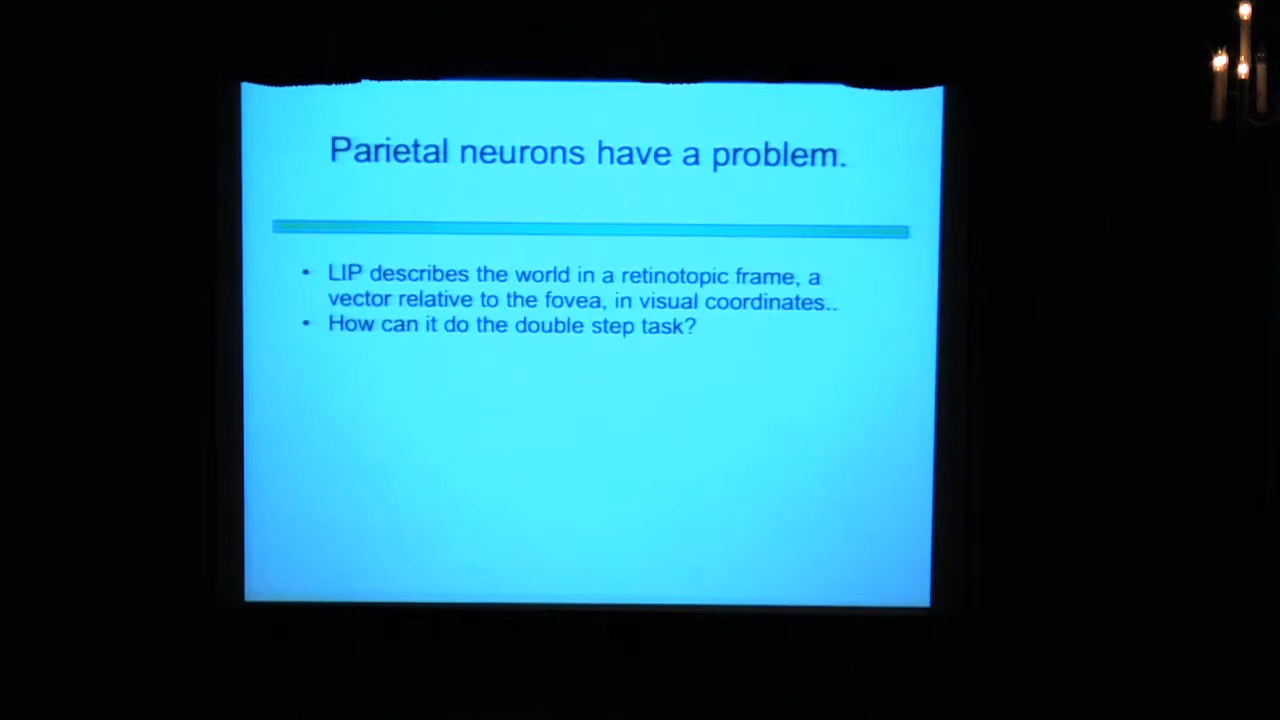 Parietal neurons have a problem.
• LIP describes the world in a retinotopic frame, a
vector relative to the fovea, in visual coordinates..
• How can it do the double step task?